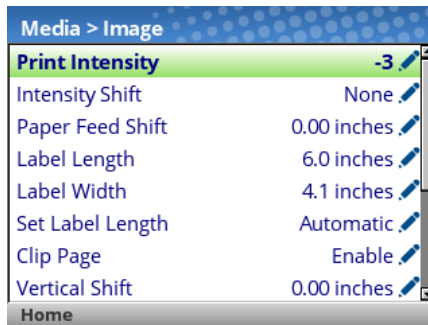 Media > Image
Print Intensity -3
Intensity Shift None
Paper Feed Shift 0.00 inches
Label Length 6.0 inches
Label Width 4.1 inches
Set Label Length Automatic
Clip Page Enable
Vertical Shift 0.00 inches
Home